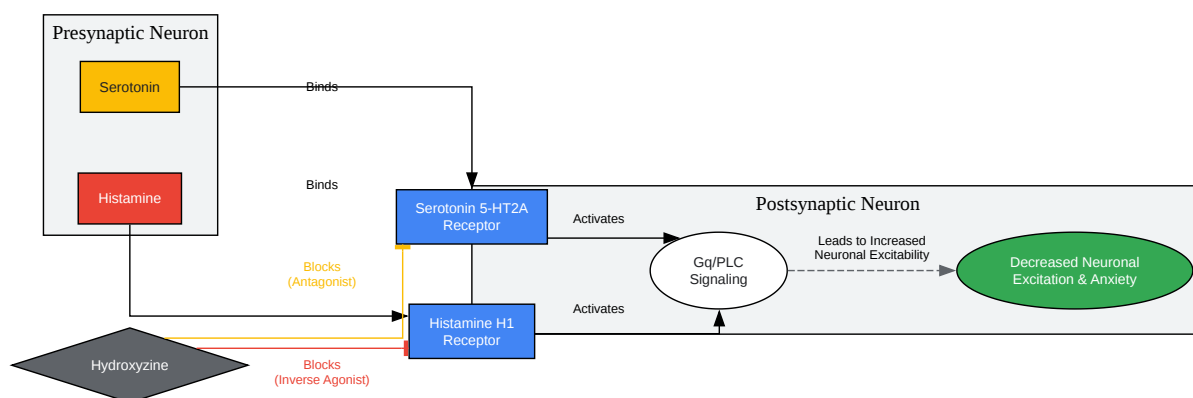 Presynaptic Neuron
Serotonin
Binds
Histamine
Binds
Serotonin 5-HT2A
Receptor
Postsynaptic Neuron
Activates
Leads to Increased
Neuronal Excitability
Gq/PLC
Signaling
Decreased Neuronal
Excitation & Anxiety
Blocks
(Antagonist)
Histamine H1
Receptor
Activates
Hydroxyzine
Blocks
(Inverse Agonist)